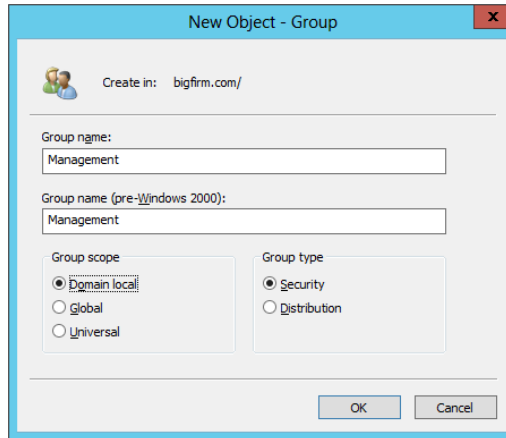 New Object - Group
x
Create in: bigfirm.com/
Group name:
Management
Group name (pre-Windows 2000):
Management
Group scope
Domain local
Global
Universal
Group type
Security
Distribution
OK
Cancel